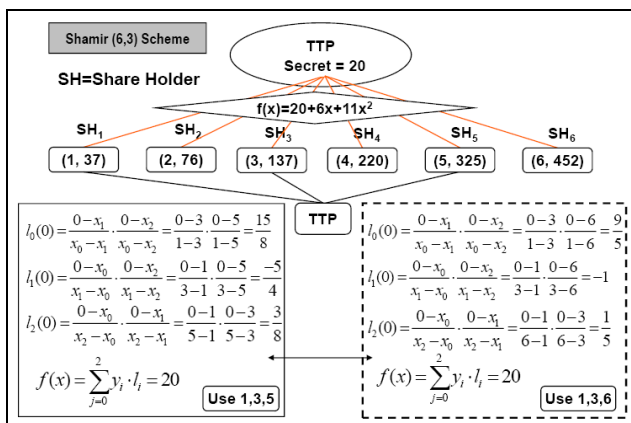 Shamir (6,3) Scheme
TTP
Secret = 20
SH=Share Holder
f(x)=20+6x+11x²
SH₁ SH₂ SH₃ SH₄ SH₅ SH₆
(1, 37) (2, 76) (3, 137) (4, 220) (5, 325) (6, 452)
TTP
l₀(0) = (0−x₁)/(x₀−x₁) · (0−x₂)/(x₀−x₂) = (0−3)/(1−3) · (0−5)/(1−5) = 15/8
l₁(0) = (0−x₀)/(x₁−x₀) · (0−x₂)/(x₁−x₂) = (0−1)/(3−1) · (0−5)/(3−5) = −5/4
l₂(0) = (0−x₀)/(x₂−x₀) · (0−x₁)/(x₂−x₁) = (0−1)/(5−1) · (0−3)/(5−3) = 3/8
f(x) = ∑_{j=0}^{2} yᵢ · lᵢ = 20
Use 1,3,5
l₀(0) = (0−x₁)/(x₀−x₁) · (0−x₂)/(x₀−x₂) = (0−3)/(1−3) · (0−6)/(1−6) = 9/5
l₁(0) = (0−x₀)/(x₁−x₀) · (0−x₂)/(x₁−x₂) = (0−1)/(3−1) · (0−6)/(3−6) = −1
l₂(0) = (0−x₀)/(x₂−x₀) · (0−x₁)/(x₂−x₁) = (0−1)/(6−1) · (0−3)/(6−3) = 1/5
f(x) = ∑_{j=0}^{2} yᵢ · lᵢ = 20
Use 1,3,6